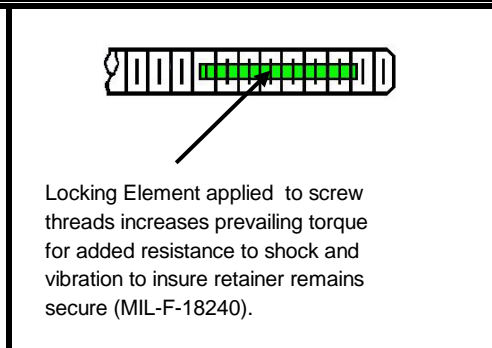 Locking Element applied to screw
threads increases prevailing torque
for added resistance to shock and
vibration to insure retainer remains
secure (MIL-F-18240).